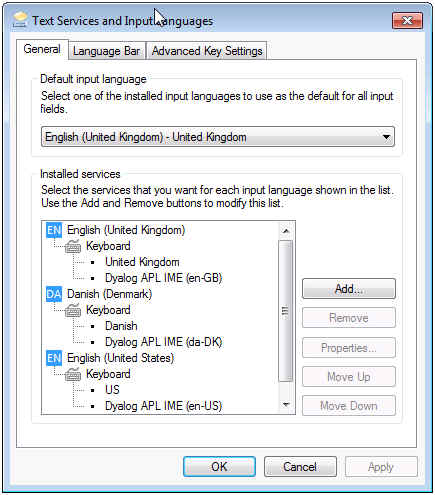 Text Services and Input Languages
General
Language Bar
Advanced Key Settings
Default input language
Select one of the installed input languages to use as the default for all input
fields.
English (United Kingdom) - United Kingdom
Installed services
Select the services that you want for each input language shown in the list.
Use the Add and Remove buttons to modify this list.
EN English (United Kingdom)
Keyboard
• United Kingdom
• Dyalog APL IME (en-GB)
DA Danish (Denmark)
Keyboard
• Danish
• Dyalog APL IME (da-DK)
EN English (United States)
Keyboard
• US
• Dyalog APL IME (en-US)
Add...
Remove
Properties...
Move Up
Move Down
OK
Cancel
Apply